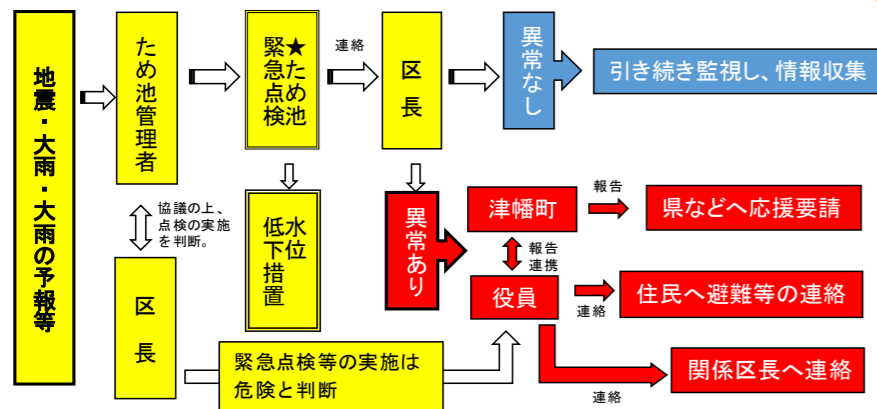 地震・大雨・大雨の予報等
ため池管理者
★ため池
緊急点検
連絡
区長
異常なし
引き続き監視し、情報収集
協議の上、
点検の実施
を判断。
区長
水位
低下措置
異常あり
津幡町
報告
県などへ応援要請
報告
連携
役員
連絡
住民へ避難等の連絡
緊急点検等の実施は
危険と判断
連絡
関係区長へ連絡